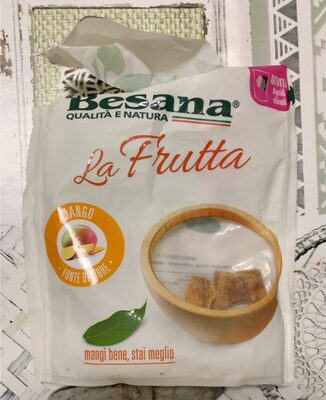 Besana®
QUALITÀ E NATURA
La Frutta
MANGO
FONTE DI FIBRE
mangi bene, stai meglio